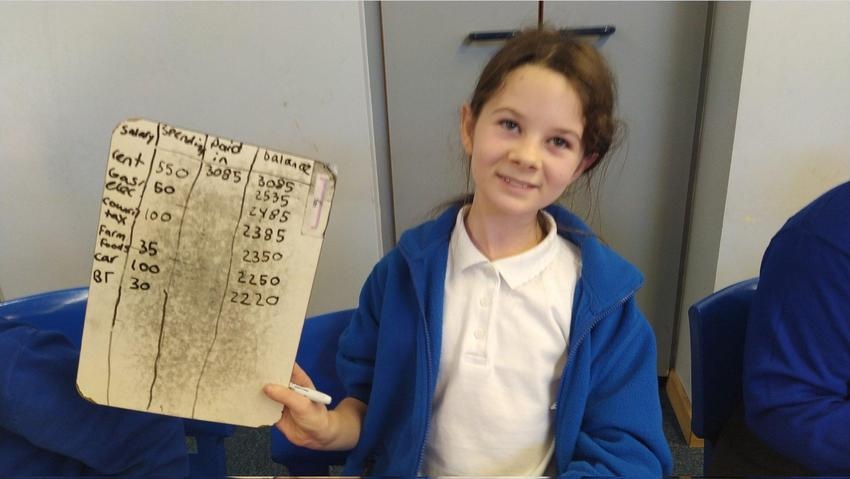 Salary spending paid in balance
3085 3085
rent 550 2535
Gas/elec 50 2485
council tax 100 2385
Farm foods 35 2350
car 100 2250
BT 30 2220